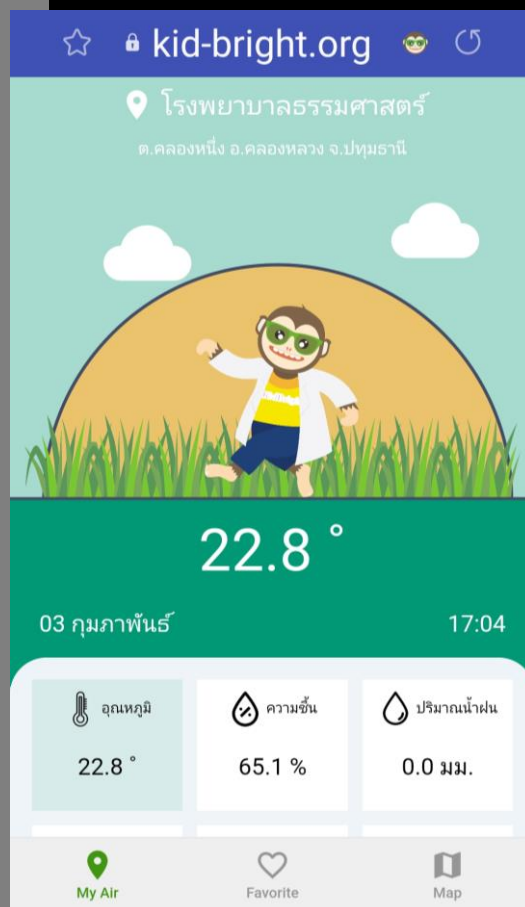 kid-bright.org
โรงพยาบาลธรรมศาสตร์
ต.คลองหนึ่ง อ.คลองหลวง จ.ปทุมธานี
22.8 °
03 กุมภาพันธ์ 17:04
อุณหภูมิ ความชื้น ปริมาณน้ำฝน
22.8 ° 65.1 % 0.0 มม.
My Air Favorite Map